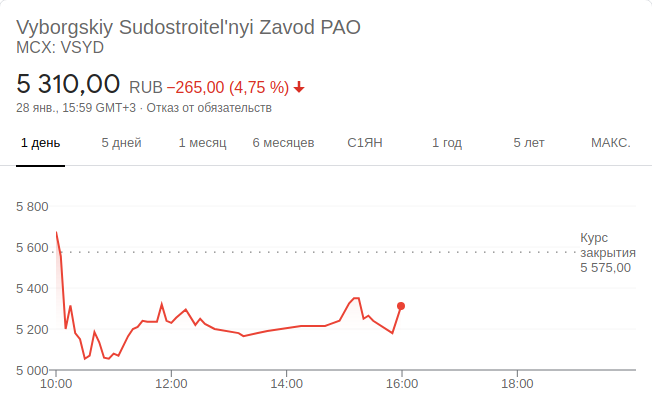 Vyborgskiy Sudostroitel'nyi Zavod PAO
MCX: VSYD
5 310,00 RUB −265,00 (4,75 %)
28 янв., 15:59 GMT+3 · Отказ от обязательств
1 день 5 дней 1 месяц 6 месяцев С1ЯН 1 год 5 лет МАКС.
5 800
5 600
5 400
5 200
5 000
Курс
закрытия
5 575,00
10:00 12:00 14:00 16:00 18:00